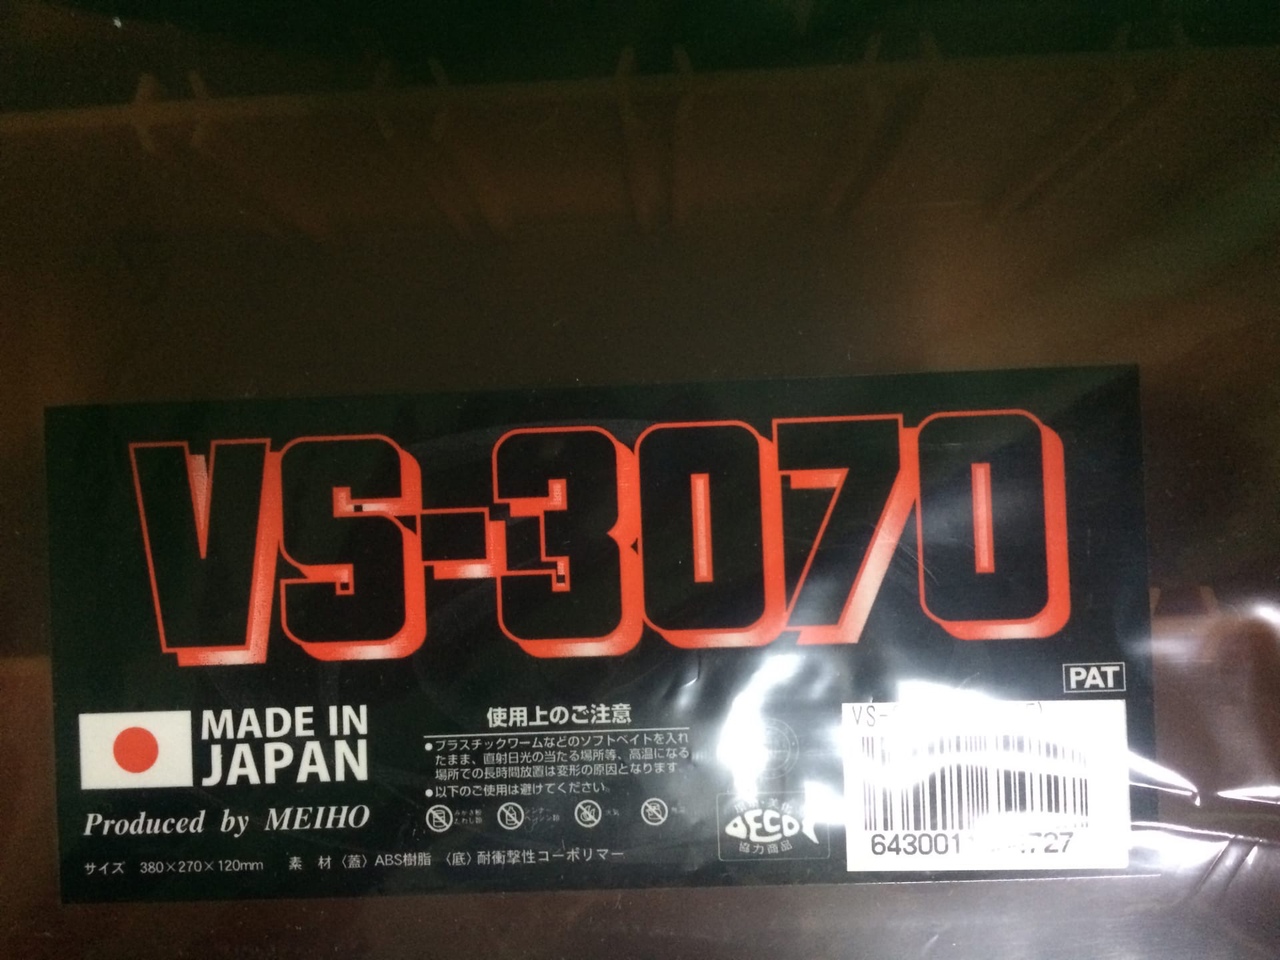 VS-3070
PAT
MADE IN
JAPAN
Produced by MEIHO
使用上のご注意
●プラスチックワームなどのソフトベイトを入れ
たまま、直射日光の当たる場所等、高温になる
場所での長時間放置は変形の原因となります。
●以下のご使用は避けてください。
サイズ 380×270×120mm 素 材〈蓋〉ABS樹脂 〈底〉耐衝撃性コーポリマー
協力商品
VS-
643001 727